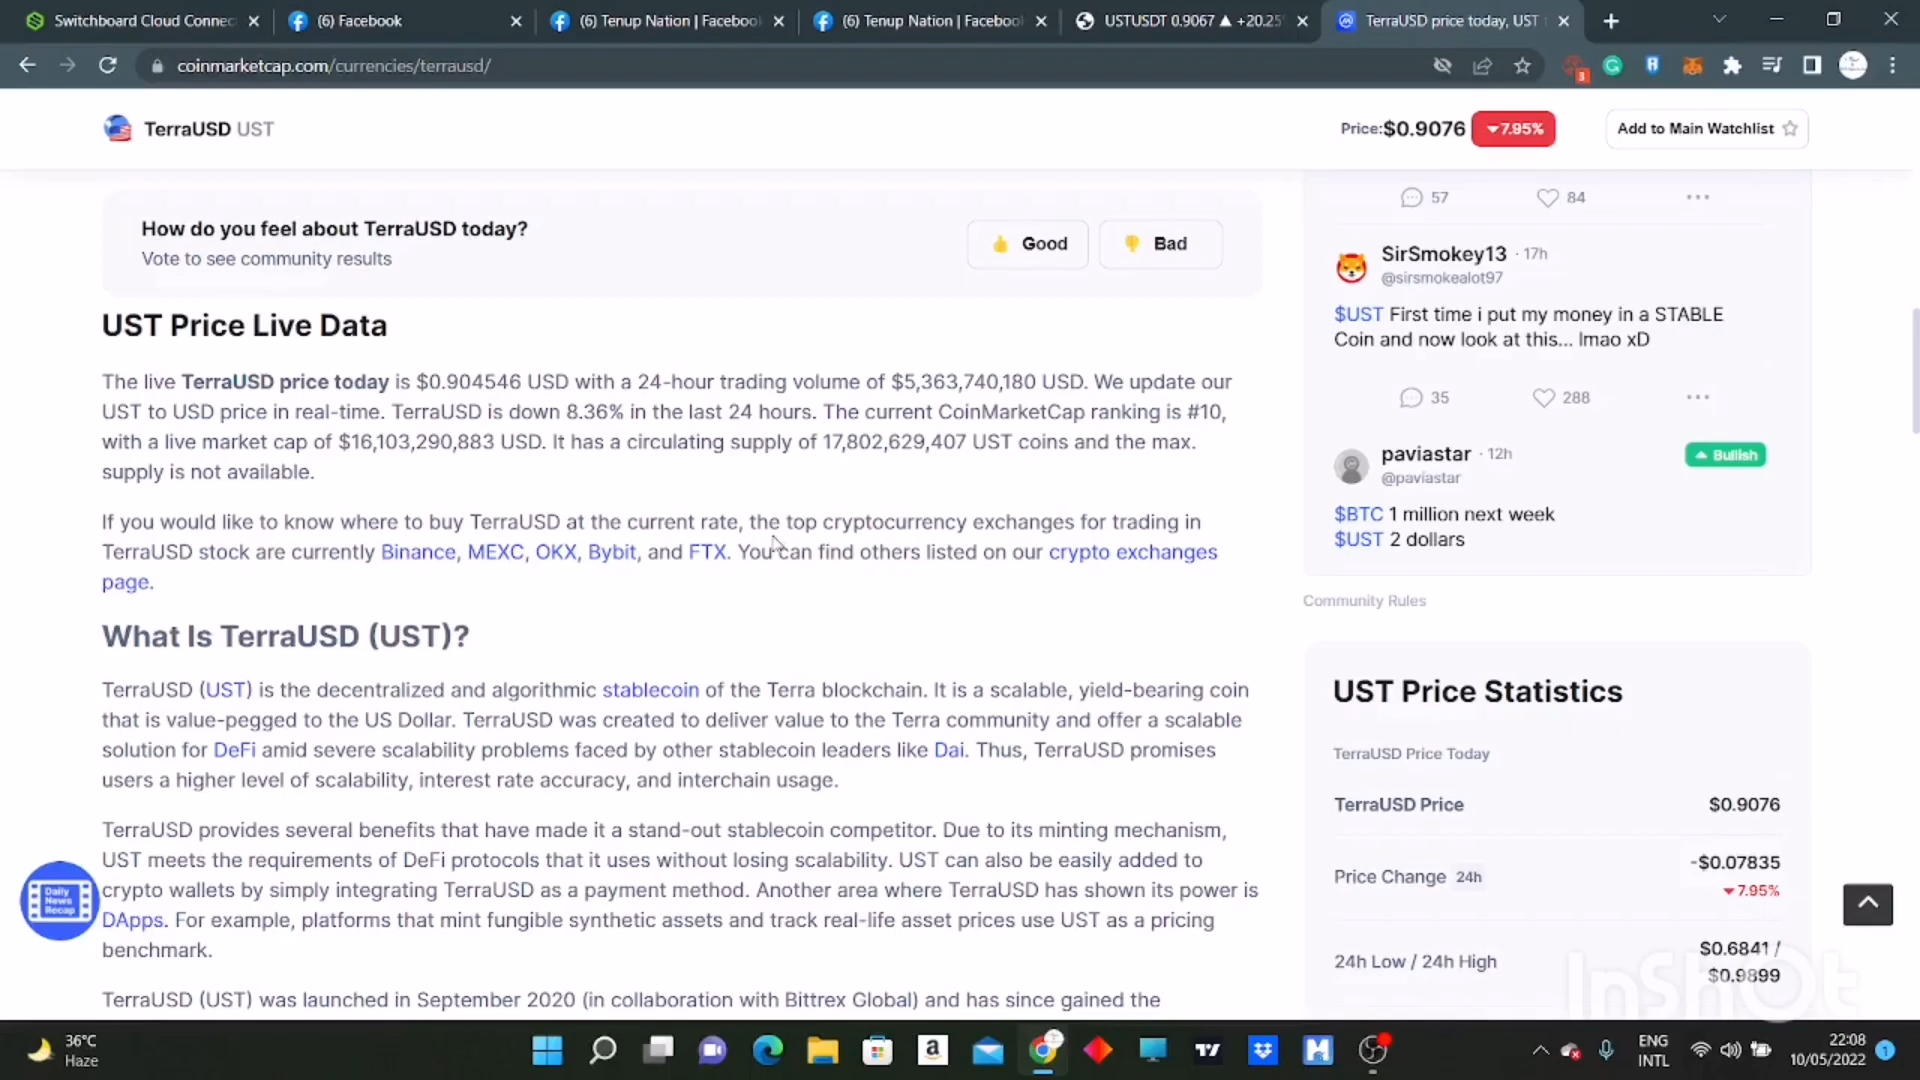 Switchboard Cloud Connec
(6) Facebook
(6) Tenup Nation | Faceboo
(6) Tenup Nation | Faceboo
USTUSDT 0.9067 ▲ +20.25
TerraUSD price today, UST
coinmarketcap.com/currencies/terrausd/
3
TerraUSD UST
Price:$0.9076 ▼7.95%
Add to Main Watchlist
How do you feel about TerraUSD today?
Vote to see community results
Good
Bad
UST Price Live Data
The live TerraUSD price today is $0.904546 USD with a 24-hour trading volume of $5,363,740,180 USD. We update our
UST to USD price in real-time. TerraUSD is down 8.36% in the last 24 hours. The current CoinMarketCap ranking is #10,
with a live market cap of $16,103,290,883 USD. It has a circulating supply of 17,802,629,407 UST coins and the max.
supply is not available.
If you would like to know where to buy TerraUSD at the current rate, the top cryptocurrency exchanges for trading in
TerraUSD stock are currently Binance, MEXC, OKX, Bybit, and FTX. You can find others listed on our crypto exchanges
page.
What Is TerraUSD (UST)?
TerraUSD (UST) is the decentralized and algorithmic stablecoin of the Terra blockchain. It is a scalable, yield-bearing coin
that is value-pegged to the US Dollar. TerraUSD was created to deliver value to the Terra community and offer a scalable
solution for DeFi amid severe scalability problems faced by other stablecoin leaders like Dai. Thus, TerraUSD promises
users a higher level of scalability, interest rate accuracy, and interchain usage.
TerraUSD provides several benefits that have made it a stand-out stablecoin competitor. Due to its minting mechanism,
UST meets the requirements of DeFi protocols that it uses without losing scalability. UST can also be easily added to
crypto wallets by simply integrating TerraUSD as a payment method. Another area where TerraUSD has shown its power is
DApps. For example, platforms that mint fungible synthetic assets and track real-life asset prices use UST as a pricing
benchmark.
TerraUSD (UST) was launched in September 2020 (in collaboration with Bittrex Global) and has since gained the
Daily
News
Recap
57
84
SirSmokey13 · 17h
@sirsmokealot97
$UST First time i put my money in a STABLE
Coin and now look at this... lmao xD
35
288
paviastar · 12h
Bullish
@paviastar
$BTC 1 million next week
$UST 2 dollars
Community Rules
UST Price Statistics
TerraUSD Price Today
TerraUSD Price
$0.9076
Price Change 24h
-$0.07835
▼7.95%
24h Low / 24h High
$0.6841 /
$0.9899
InShOt
36°C
Haze
ENG
INTL
22:08
10/05/2022
1